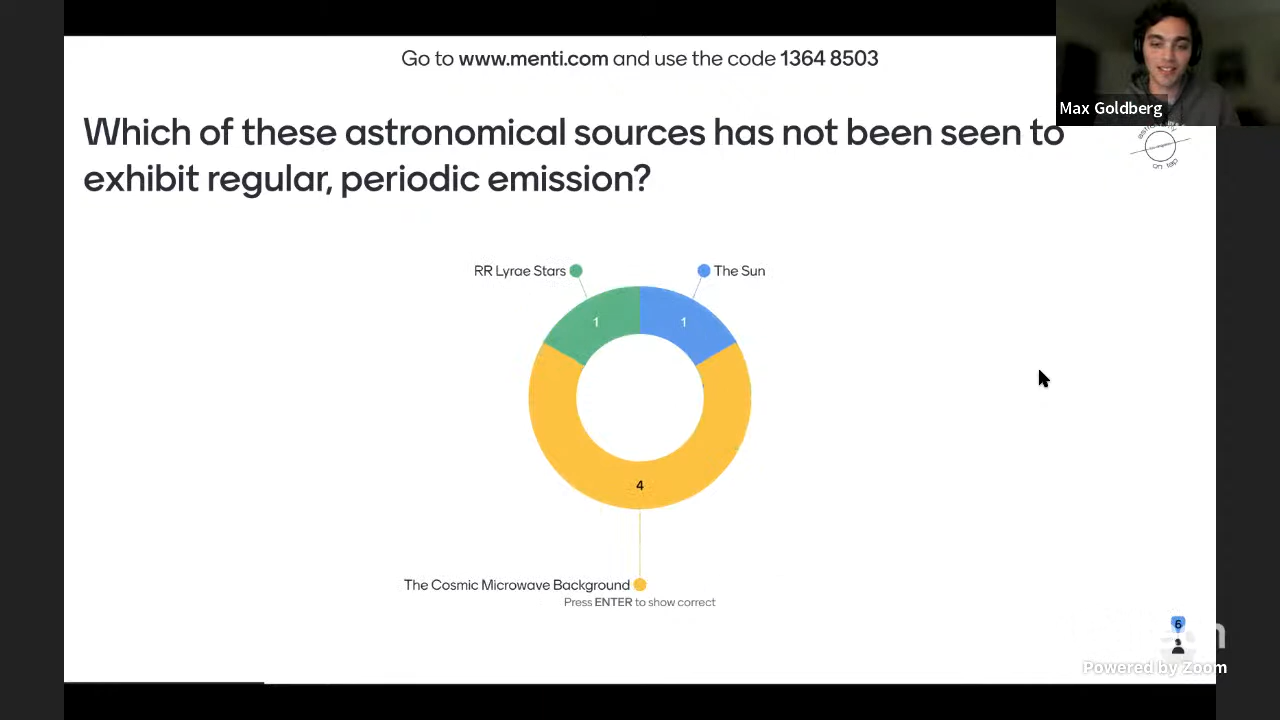 Go to www.menti.com and use the code 1364 8503
Max Goldberg
Which of these astronomical sources has not been seen to
exhibit regular, periodic emission?
RR Lyrae Stars
The Sun
1
1
4
The Cosmic Microwave Background
Press ENTER to show correct
6
Powered by Zoom